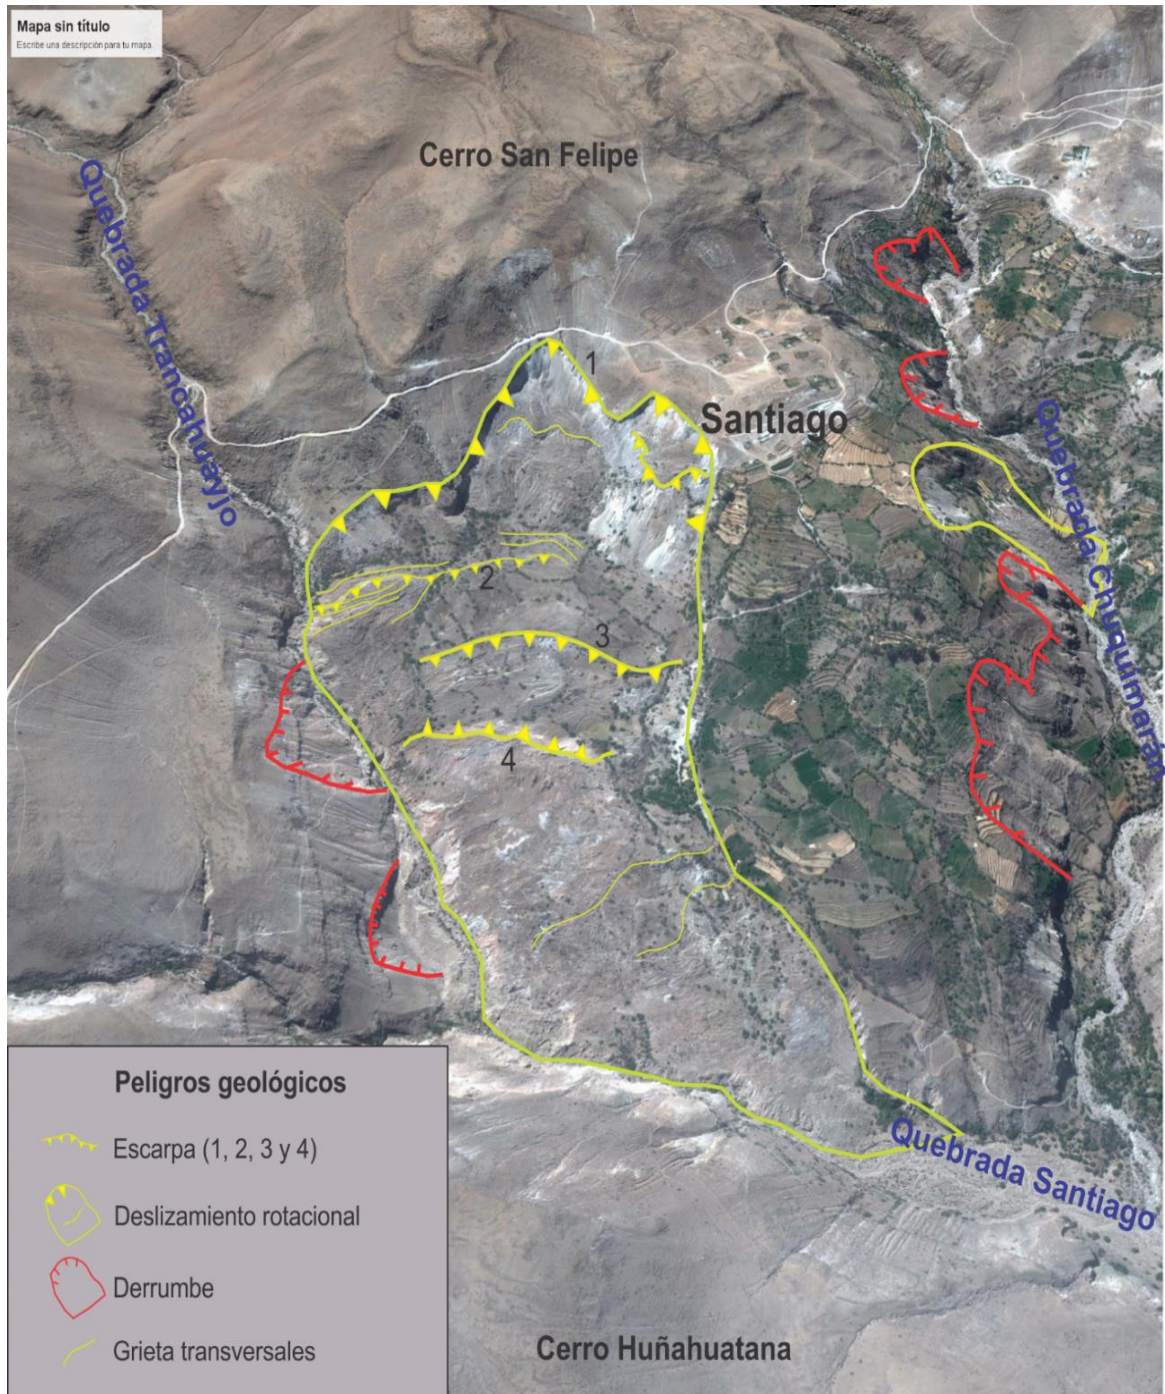 Mapa sin título
Escribe una descripción para tu mapa.
Cerro San Felipe
Quebrada Trancahuayjo
1
Santiago
Quebrada Chuquimarán
2
3
4
Peligros geológicos
Escarpa (1, 2, 3 y 4)
Deslizamiento rotacional
Derrumbe
Grieta transversales
Quebrada Santiago
Cerro Huñahuatana